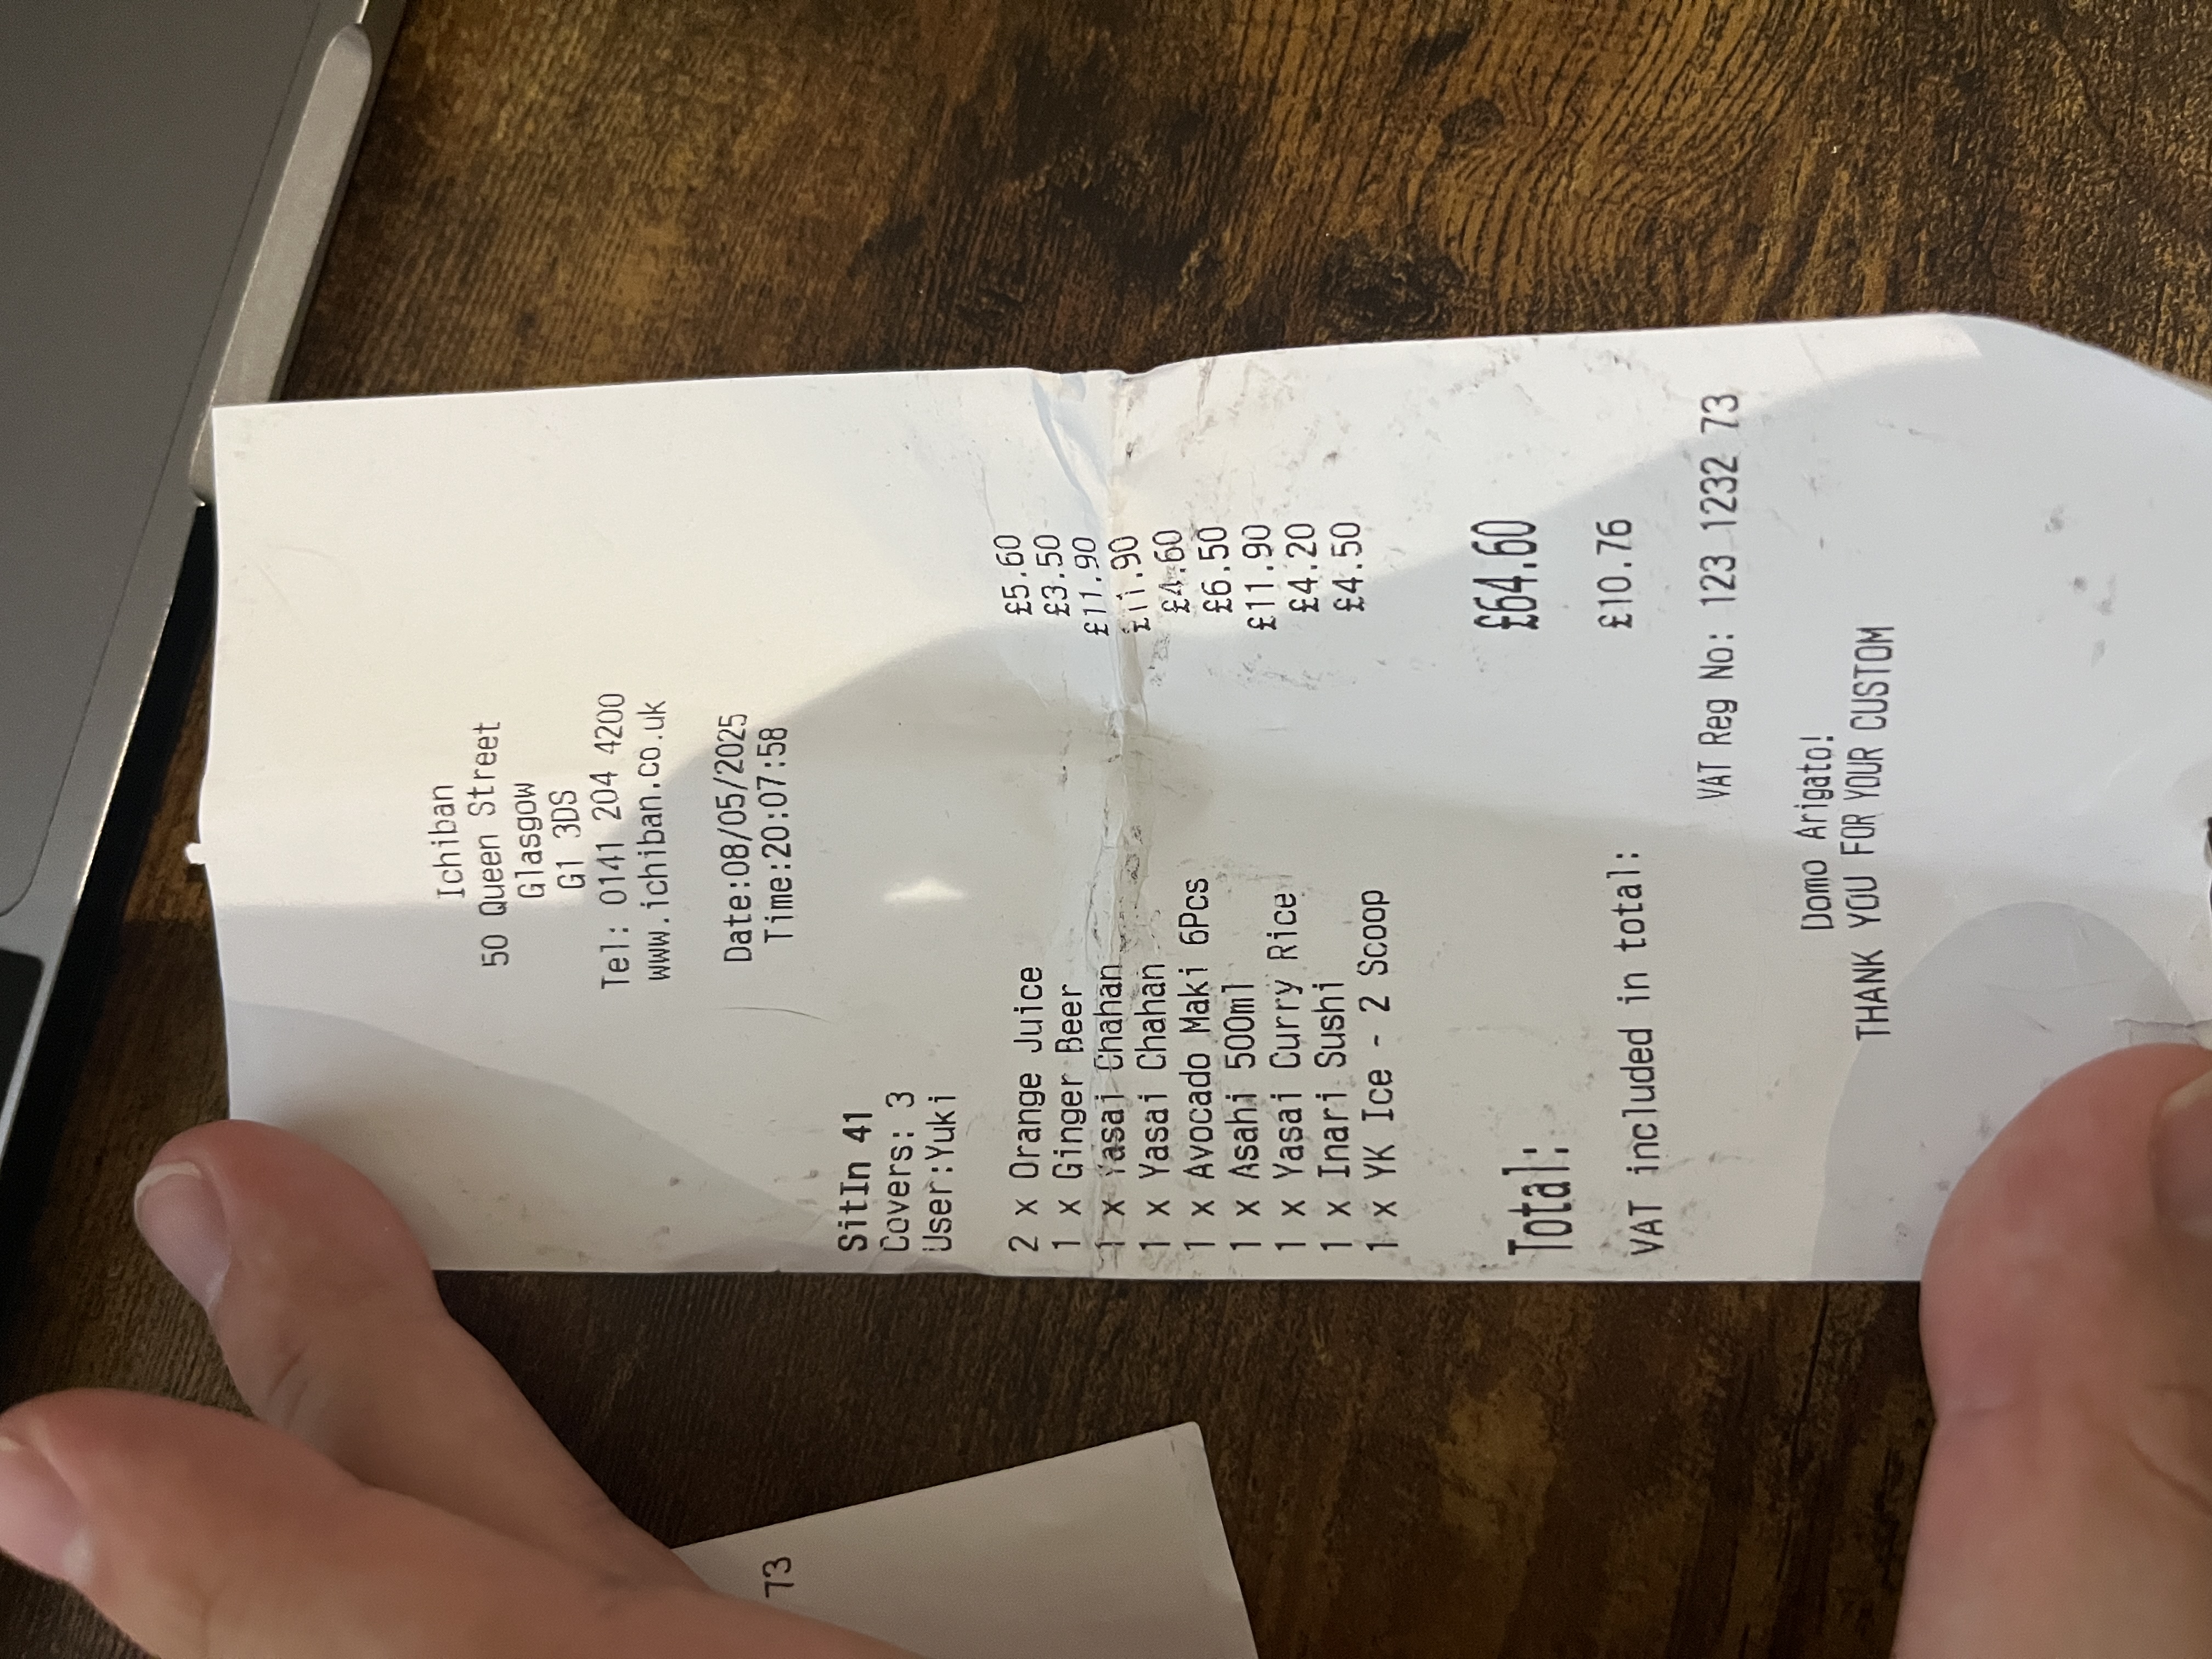 Ichiban
50 Queen Street
Glasgow
G1 3DS
Tel: 0141 204 4200
www.ichiban.co.uk
Date:08/05/2025
Time:20:07:58
SitIn 41
Covers: 3
User:Yuki
2 x Orange Juice £5.60
1 x Ginger Beer £3.50
1 x Yasai Chahan £11.90
1 x Yasai Chahan £11.90
1 x Avocado Maki 6Pcs £4.60
1 x Asahi 500ml £6.50
1 x Yasai Curry Rice £11.90
1 x Inari Sushi £4.20
1 x YK Ice - 2 Scoop £4.50
Total: £64.60
VAT included in total: £10.76
VAT Reg No: 123 1232 73
Domo Arigato!
THANK YOU FOR YOUR CUSTOM
73